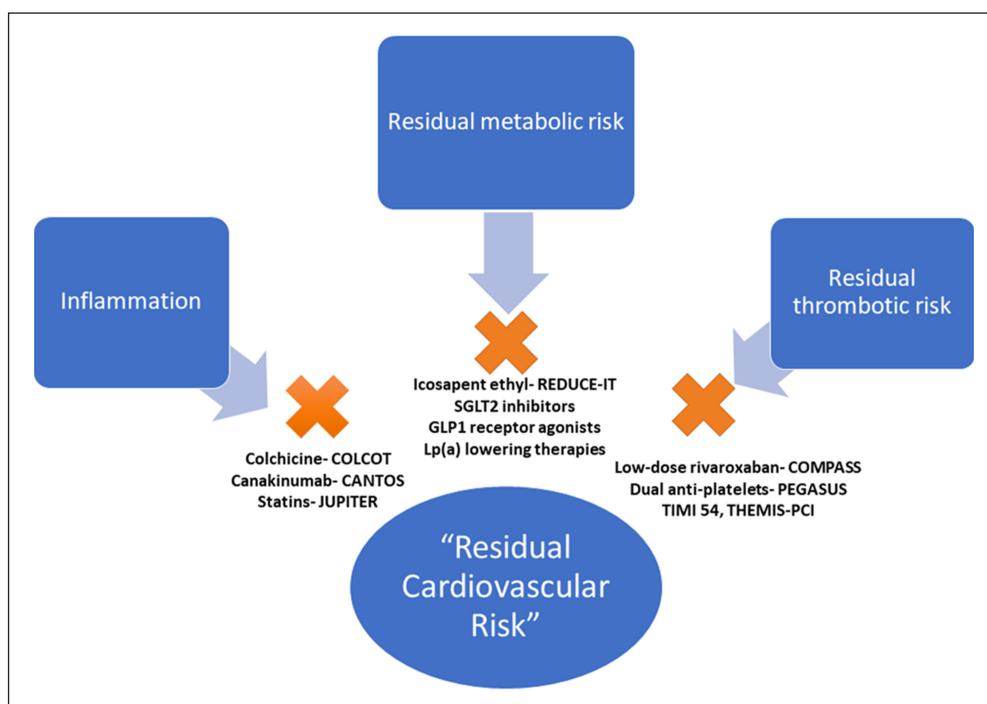 Residual metabolic risk
Inflammation
Residual
thrombotic risk
Icosapent ethyl- REDUCE-IT
SGLT2 inhibitors
GLP1 receptor agonists
Lp(a) lowering therapies
Colchicine- COLCOT
Canakinumab- CANTOS
Statins- JUPITER
Low-dose rivaroxaban- COMPASS
Dual anti-platelets- PEGASUS
TIMI 54, THEMIS-PCI
“Residual
Cardiovascular
Risk”